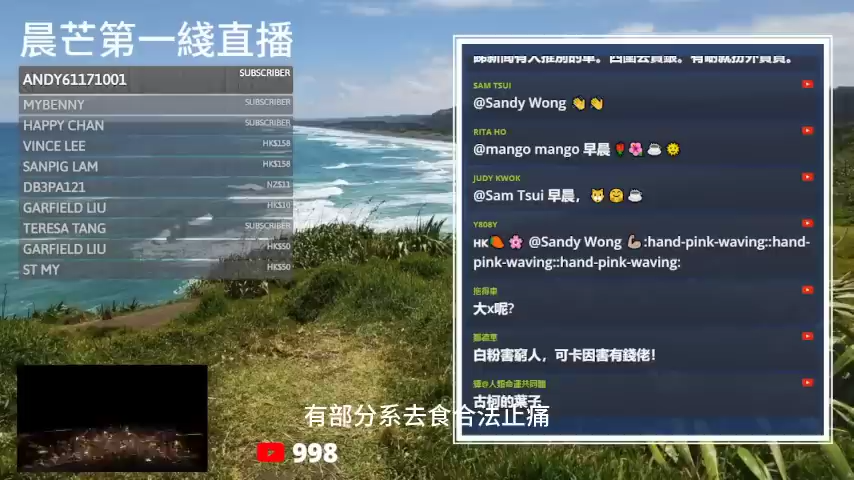 晨芒第一綫直播
ANDY61171001 SUBSCRIBER
MYBENNY SUBSCRIBER
HAPPY CHAN SUBSCRIBER
VINCE LEE HK$158
SANPIG LAM HK$158
DB3PA121 NZ$11
GARFIELD LIU HK$10
TERESA TANG SUBSCRIBER
GARFIELD LIU HK$50
ST MY HK$50
SAM TSUI
@Sandy Wong 👏 👏
RITA HO
@mango mango 早晨🌹🌺☕🌞
JUDY KWOK
@Sam Tsui 早晨，🐱🤗☕
Y808Y
HK🥭🌸 @Sandy Wong 💪🏽:hand-pink-waving::hand-
pink-waving::hand-pink-waving:
大x呢?
白粉害窮人，可卡因害有錢佬!
古柯的葉子
有部分系去食合法止痛
998